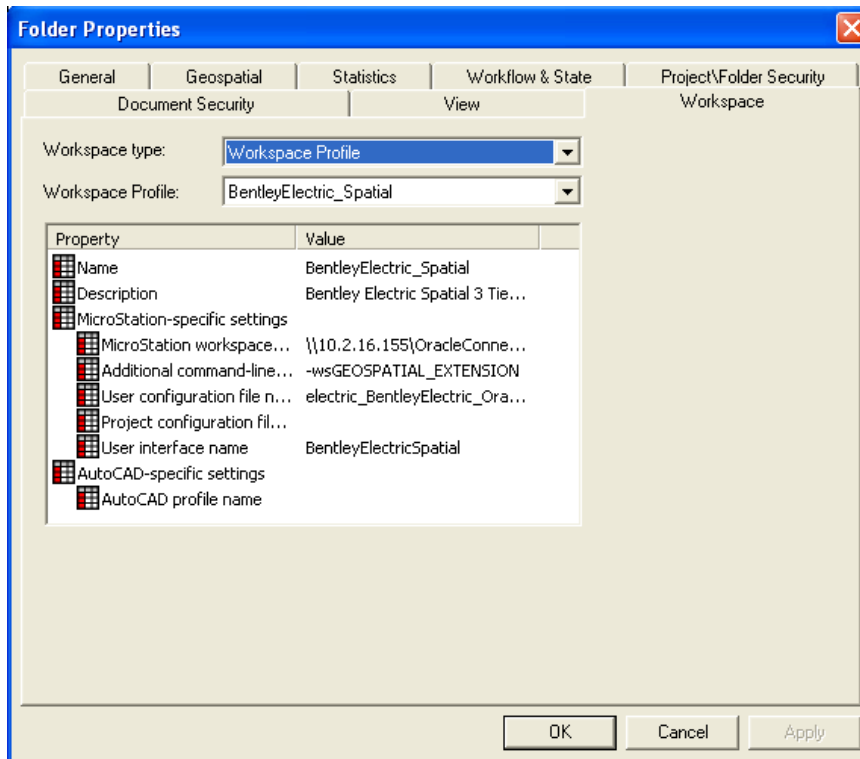 Folder Properties
General Geospatial Statistics Workflow & State Project\Folder Security
Document Security View Workspace
Workspace type: Workspace Profile
Workspace Profile: BentleyElectric_Spatial
Property Value
Name BentleyElectric_Spatial
Description Bentley Electric Spatial 3 Tie...
MicroStation-specific settings
MicroStation workspace... \\10.2.16.155\OracleConne...
Additional command-line... -wsGEOSPATIAL_EXTENSION
User configuration file n... electric_BentleyElectric_Ora...
Project configuration fil...
User interface name BentleyElectricSpatial
AutoCAD-specific settings
AutoCAD profile name
OK Cancel Apply